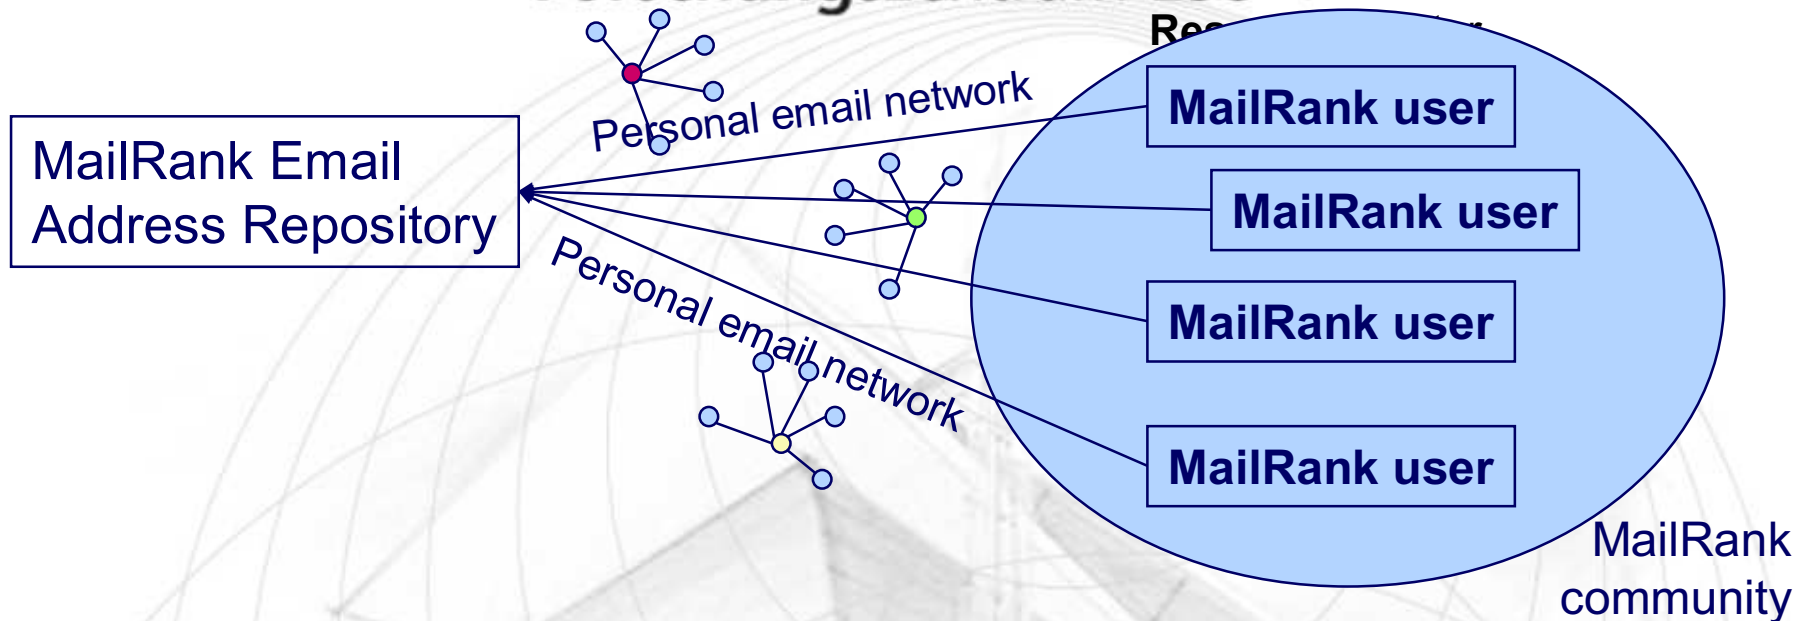 Personal email network
MailRank user
MailRank Email
Address Repository
MailRank user
Personal email network
MailRank user
MailRank user
MailRank
community